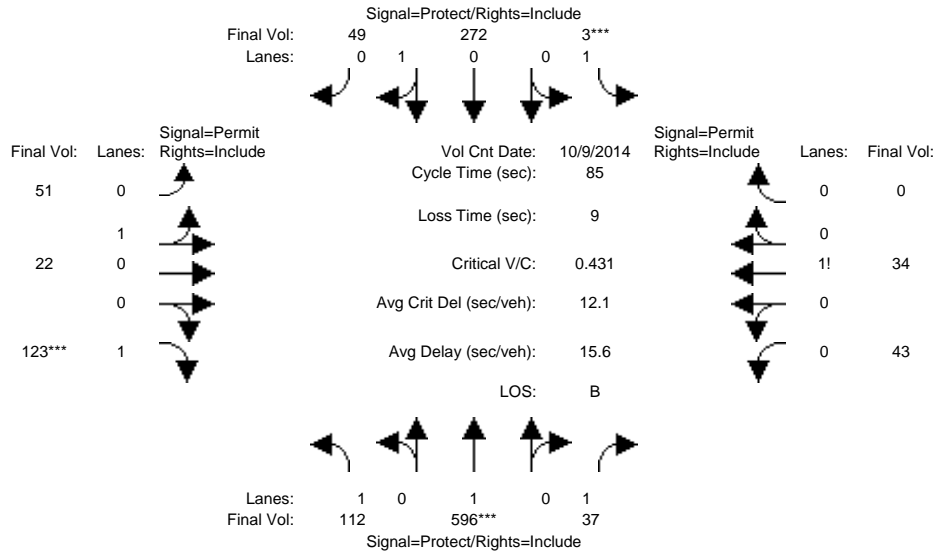 Signal=Protect/Rights=Include
Final Vol: 49 272 3***
Lanes: 0 1 0 0 1
Signal=Permit Signal=Permit
Final Vol: Lanes: Rights=Include Vol Cnt Date: 10/9/2014 Rights=Include Lanes: Final Vol:
Cycle Time (sec): 85
51 0 0 0
Loss Time (sec): 9
1 0
22 0 Critical V/C: 0.431 1! 34
0 Avg Crit Del (sec/veh): 12.1 0
123*** 1 Avg Delay (sec/veh): 15.6 0 43
LOS: B
Lanes: 1 0 1 0 1
Final Vol: 112 596*** 37
Signal=Protect/Rights=Include